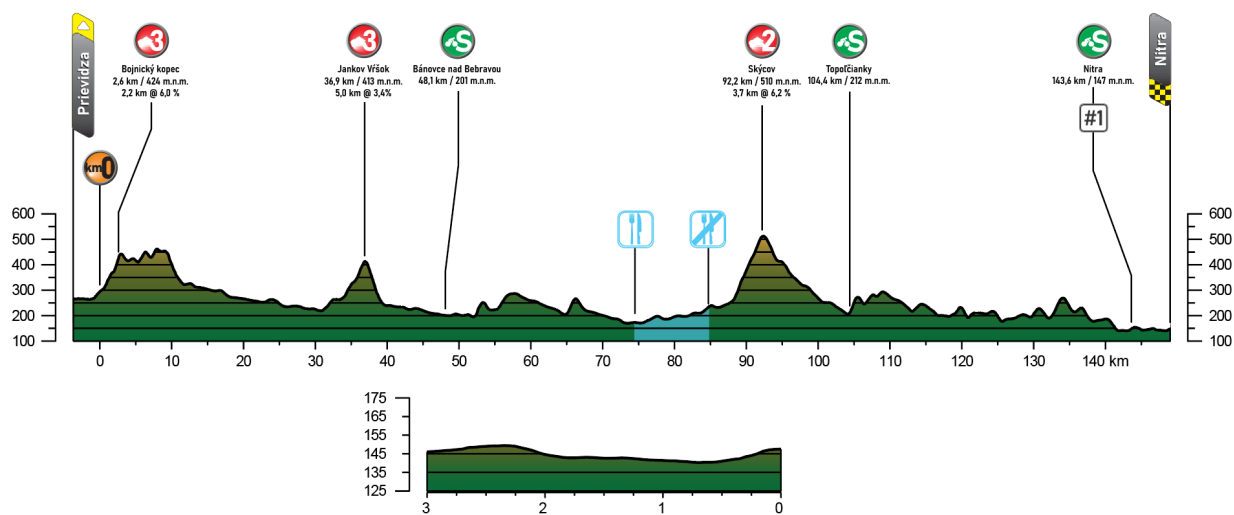 Prievidza
3
Bojnický kopec
2,6 km / 424 m.n.m.
2,2 km @ 6,0 %
3
Jankov Vŕšok
36,9 km / 413 m.n.m.
5,0 km @ 3,4%
S
Bánovce nad Bebravou
48,1 km / 201 m.n.m.
2
Skýcov
92,2 km / 510 m.n.m.
3,7 km @ 6,2 %
S
Topoľčianky
104,4 km / 212 m.n.m.
S
Nitra
143,6 km / 147 m.n.m.
#1
Nitra
km0
600
500
400
300
200
100
600
500
400
300
200
100
0 10 20 30 40 50 60 70 80 90 100 110 120 130 140 km
175
165
155
145
135
125
3 2 1 0